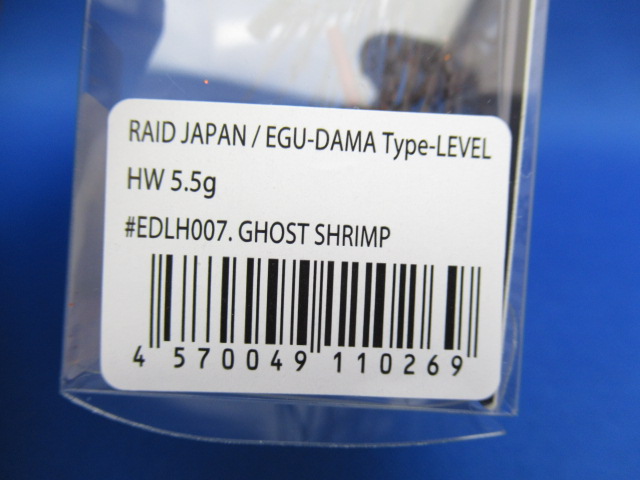 RAID JAPAN / EGU-DAMA Type-LEVEL
HW 5.5g
#EDLH007. GHOST SHRIMP
4 570049 110269